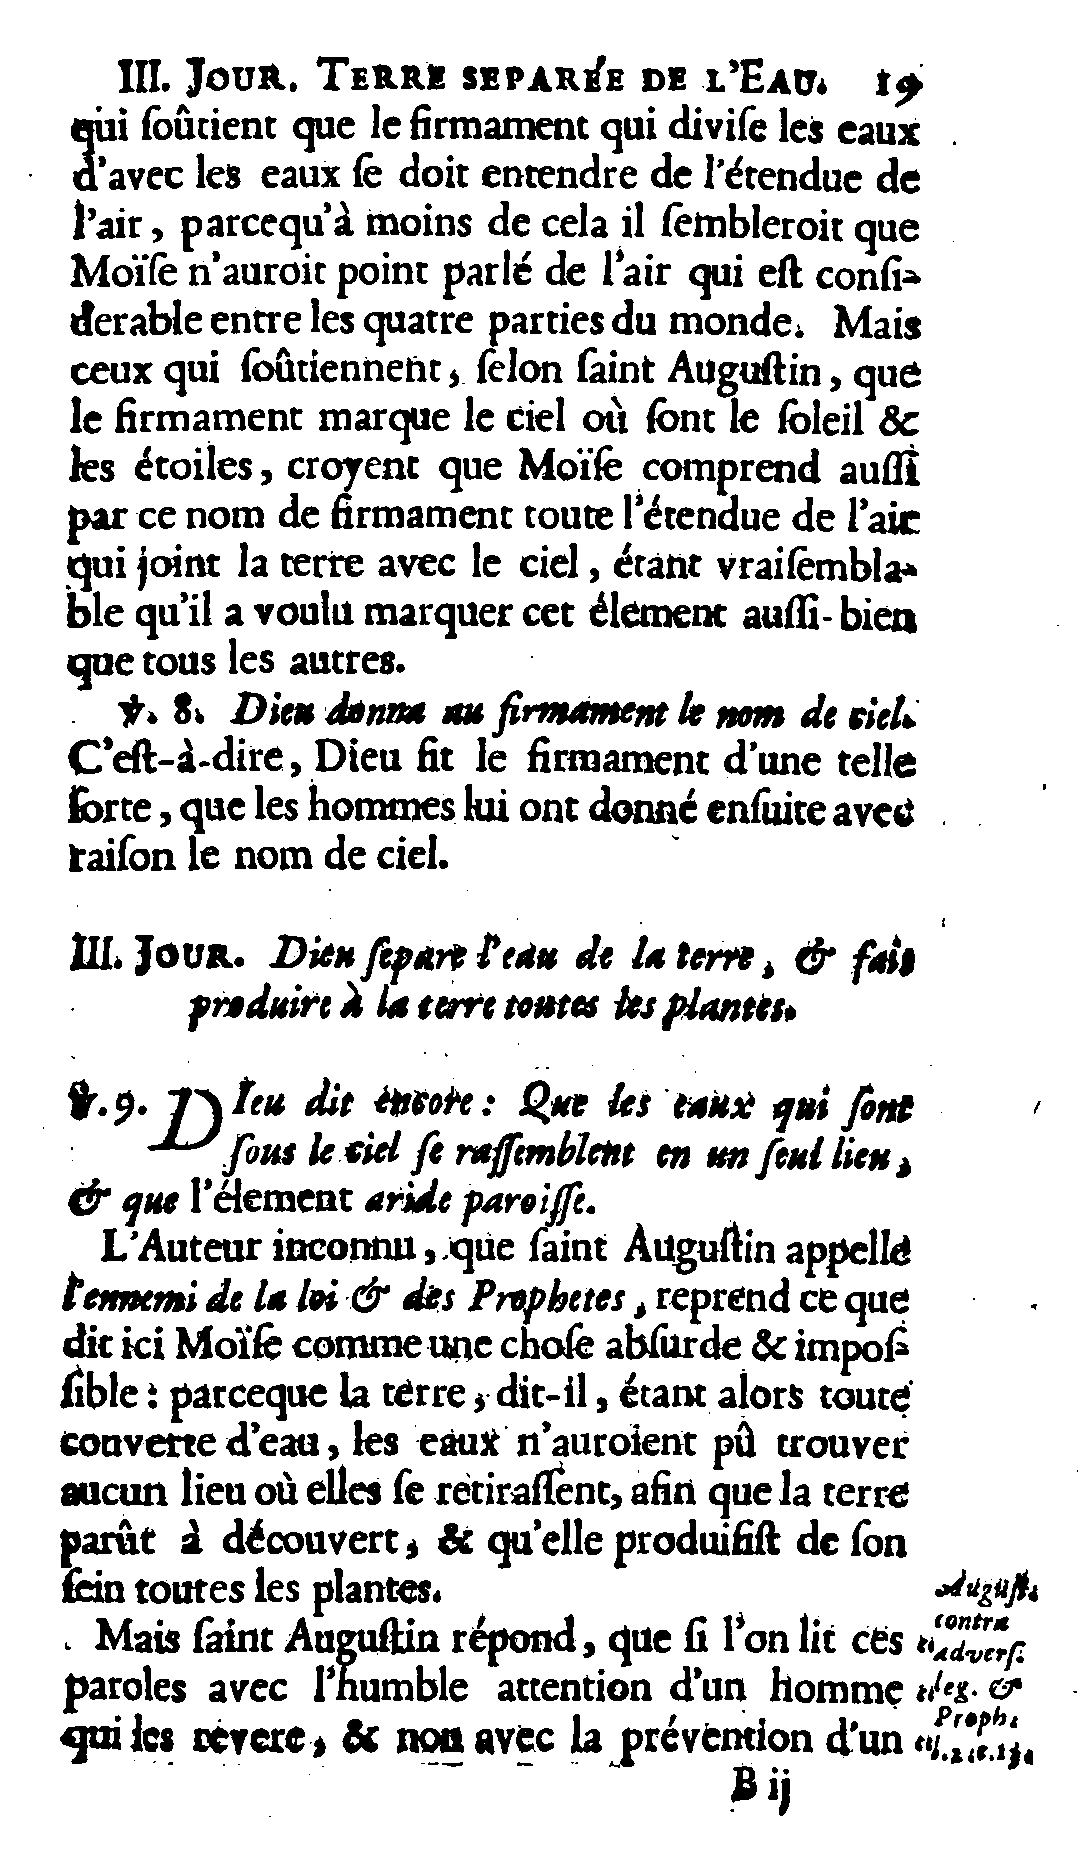 III. JOUR. TERRE SEPARÉE DE L'EAU. 19
qui ſoûtient que le firmament qui diviſe les eaux
d'avec les eaux ſe doit entendre de l'étendue de
l'air, parcequ'à moins de cela il ſembleroit que
Moïſe n'auroit point parlé de l'air qui eſt conſi-
derable entre les quatre parties du monde. Mais
ceux qui ſoûtiennent, ſelon ſaint Auguſtin, que
le firmament marque le ciel où ſont le ſoleil &
les étoiles, croyent que Moïſe comprend auſſi
par ce nom de firmament toute l'étendue de l'air
qui joint la terre avec le ciel, étant vraiſembla-
ble qu'il a voulu marquer cet élement auſſi-bien
que tous les autres.
℣. 8. Dieu donna au firmament le nom de ciel.
C'eſt-à-dire, Dieu fit le firmament d'une telle
ſorte, que les hommes lui ont donné enſuite avec
raiſon le nom de ciel.
III. JOUR. Dieu ſepare l'eau de la terre, & fait
produire à la terre toutes les plantes.
℣. 9. DIeu dit encore: Que les eaux qui ſont
ſous le ciel ſe raſſemblent en un ſeul lieu,
& que l'élement aride paroiſſe.
L'Auteur inconnu, que ſaint Auguſtin appelle
l'ennemi de la loi & des Prophetes, reprend ce que
dit ici Moïſe comme une choſe abſurde & impoſ-
ſible: parceque la terre, dit-il, étant alors toute
couverte d'eau, les eaux n'auroient pû trouver
aucun lieu où elles ſe retiraſſent, afin que la terre
parût à découvert, & qu'elle produiſiſt de ſon
ſein toutes les plantes.
Mais ſaint Auguſtin répond, que ſi l'on lit ces
paroles avec l'humble attention d'un homme
qui les revere, & non avec la prévention d'un
Auguſt.
contra
adverſ.
leg. &
Proph.
B ij